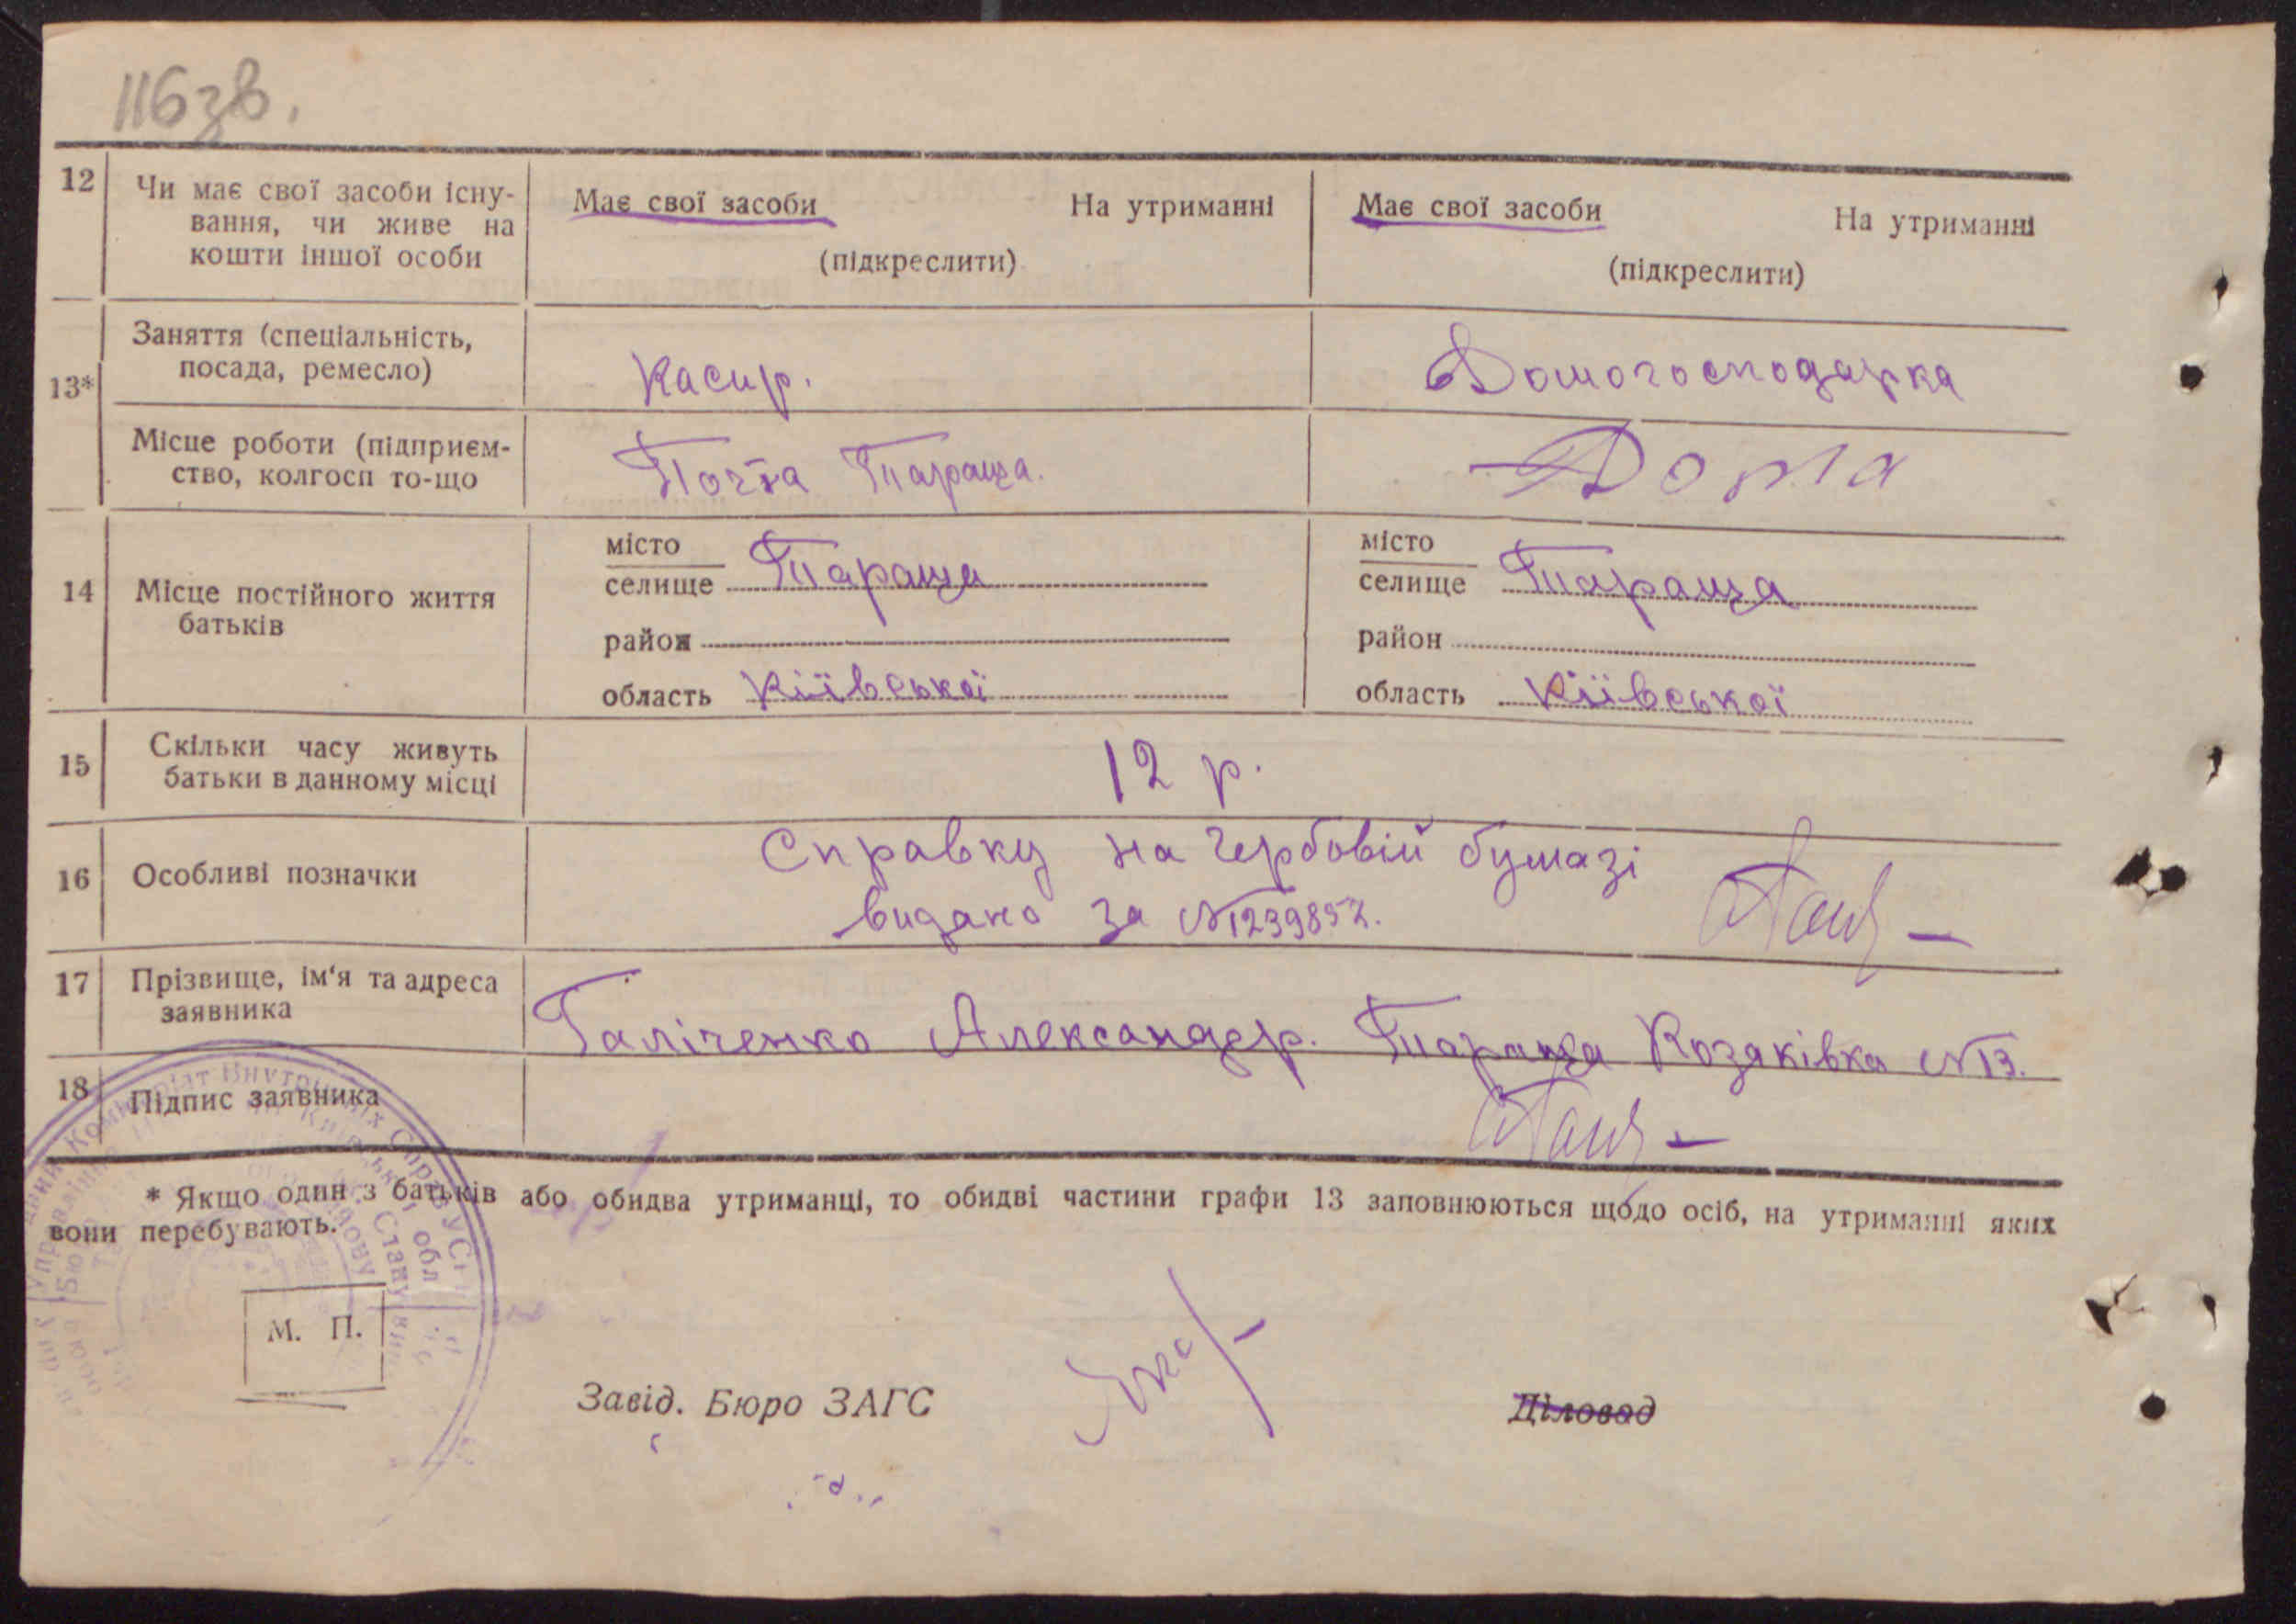 116зв.
12
Чи має свої засоби існу-
вання, чи живе на
кошти іншої особи
Має свої засоби На утриманні
(підкреслити)
Має свої засоби На утриманні
(підкреслити)
13*
Заняття (спеціальність,
посада, ремесло)
Касир.
Домогосподарка
Місце роботи (підприєм-
ство, колгосп то-що
Почта Тараща.
Дома
14
Місце постійного життя
батьків
місто
селище Тараща
район
область Кіївської
місто
селище Тараща
район
область Кіївської
15
Скільки часу живуть
батьки в данному місці
12 р.
16
Особливі позначки
Справку на гербовій бумазі
видано за №239857.
17
Прізвище, ім'я та адреса
заявника
Галіченко Александр. Тараща Козаківка №13.
18
Підпис заявника
* Якщо один з батьків або обидва утриманці, то обидві частини графи 13 заповнюються щодо осіб, на утриманні яких
вони перебувають.
М. П.
Завід. Бюро ЗАГС
Діловод